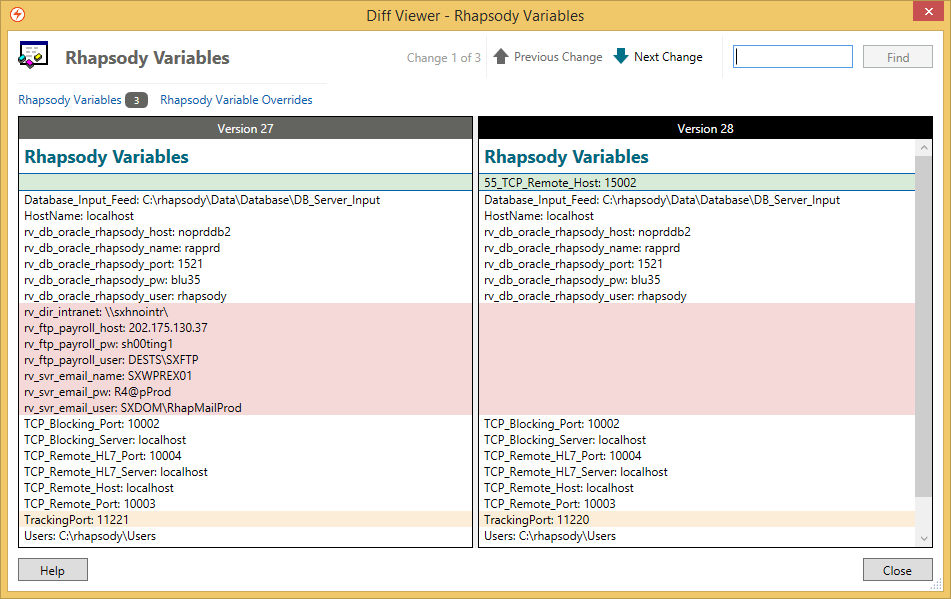 Diff Viewer - Rhapsody Variables
Rhapsody Variables
Change 1 of 3
Previous Change
Next Change
Find
Rhapsody Variables 3
Rhapsody Variable Overrides
Version 27
Rhapsody Variables
Database_Input_Feed: C:\rhapsody\Data\Database\DB_Server_Input
HostName: localhost
rv_db_oracle_rhapsody_host: noprddb2
rv_db_oracle_rhapsody_name: rapprd
rv_db_oracle_rhapsody_port: 1521
rv_db_oracle_rhapsody_pw: blu35
rv_db_oracle_rhapsody_user: rhapsody
rv_dir_intranet: \\sxhnointr\
rv_ftp_payroll_host: 202.175.130.37
rv_ftp_payroll_pw: sh00ting1
rv_ftp_payroll_user: DESTS\SXFTP
rv_svr_email_name: SXWPREX01
rv_svr_email_pw: R4@pProd
rv_svr_email_user: SXDOM\RhapMailProd
TCP_Blocking_Port: 10002
TCP_Blocking_Server: localhost
TCP_Remote_HL7_Port: 10004
TCP_Remote_HL7_Server: localhost
TCP_Remote_Host: localhost
TCP_Remote_Port: 10003
TrackingPort: 11221
Users: C:\rhapsody\Users
Version 28
Rhapsody Variables
55_TCP_Remote_Host: 15002
Database_Input_Feed: C:\rhapsody\Data\Database\DB_Server_Input
HostName: localhost
rv_db_oracle_rhapsody_host: noprddb2
rv_db_oracle_rhapsody_name: rapprd
rv_db_oracle_rhapsody_port: 1521
rv_db_oracle_rhapsody_pw: blu35
rv_db_oracle_rhapsody_user: rhapsody
TCP_Blocking_Port: 10002
TCP_Blocking_Server: localhost
TCP_Remote_HL7_Port: 10004
TCP_Remote_HL7_Server: localhost
TCP_Remote_Host: localhost
TCP_Remote_Port: 10003
TrackingPort: 11220
Users: C:\rhapsody\Users
Help
Close